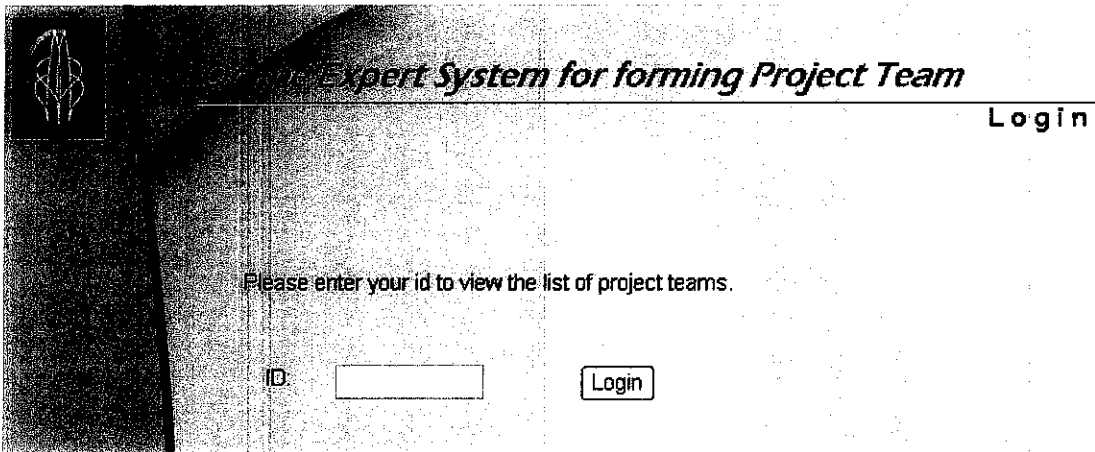 Expert System for forming Project Team
Login
Please enter your id to view the list of project teams.
ID:
Login